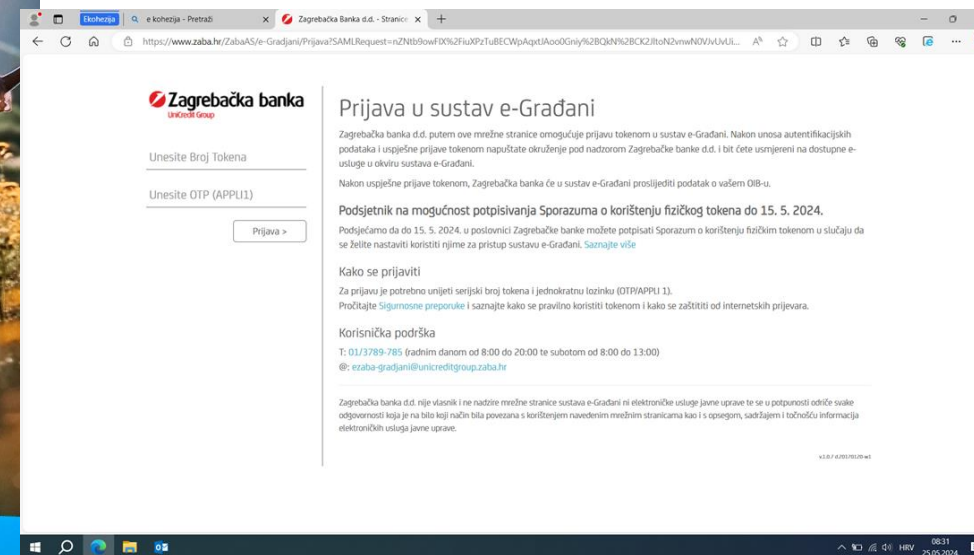 Ekohezija
e kohezija - Pretraži
Zagrebačka Banka d.d. - Stranice
https://www.zaba.hr/ZabaAS/e-Gradjani/Prijava?SAMLRequest=
Zagrebačka banka
UniCredit Group
Unesite Broj Tokena
Unesite OTP (APPLI1)
Prijava >
Prijava u sustav e-Građani
Zagrebačka banka d.d. putem ove mrežne stranice omogućuje prijavu tokenom u sustav e-Građani. Nakon unosa autentifikacijskih
podataka i uspješne prijave tokenom napuštate okruženje pod nadzorom Zagrebačke banke d.d. i bit ćete usmjereni na dostupne e-
usluge u okviru sustava e-Građani.
Nakon uspješne prijave tokenom, Zagrebačka banka će u sustav e-Građani proslijediti podatak o vašem OIB-u.
Podsjetnik na mogućnost potpisivanja Sporazuma o korištenju fizičkog tokena do 15. 5. 2024.
Podsjećamo da do 15. 5. 2024. u poslovnici Zagrebačke banke možete potpisati Sporazum o korištenju fizičkim tokenom u slučaju da
se želite nastaviti koristiti njime za pristup sustavu e-Građani. Saznajte više
Kako se prijaviti
Za prijavu je potrebno unijeti serijski broj tokena i jednokratnu lozinku (OTP/APPLI 1).
Pročitajte Sigurnosne preporuke i saznajte kako se pravilno koristiti tokenom i kako se zaštititi od internetskih prijevara.
Korisnička podrška
T: 01/3789-785 (radnim danom od 8:00 do 20:00 te subotom od 8:00 do 13:00)
@: ezaba-gradjani@unicreditgroup.zaba.hr
Zagrebačka banka d.d. nije vlasnik i ne nadzire mrežne stranice sustava e-Građani ni elektroničke usluge javne uprave te se u potpunosti odriče svake
odgovornosti koja je na bilo koji način bila povezana s korištenjem navedenim mrežnim stranicama kao i s opsegom, sadržajem i točnošću informacija
elektroničkih usluga javne uprave.
HRV
08:31
25.05.2024.